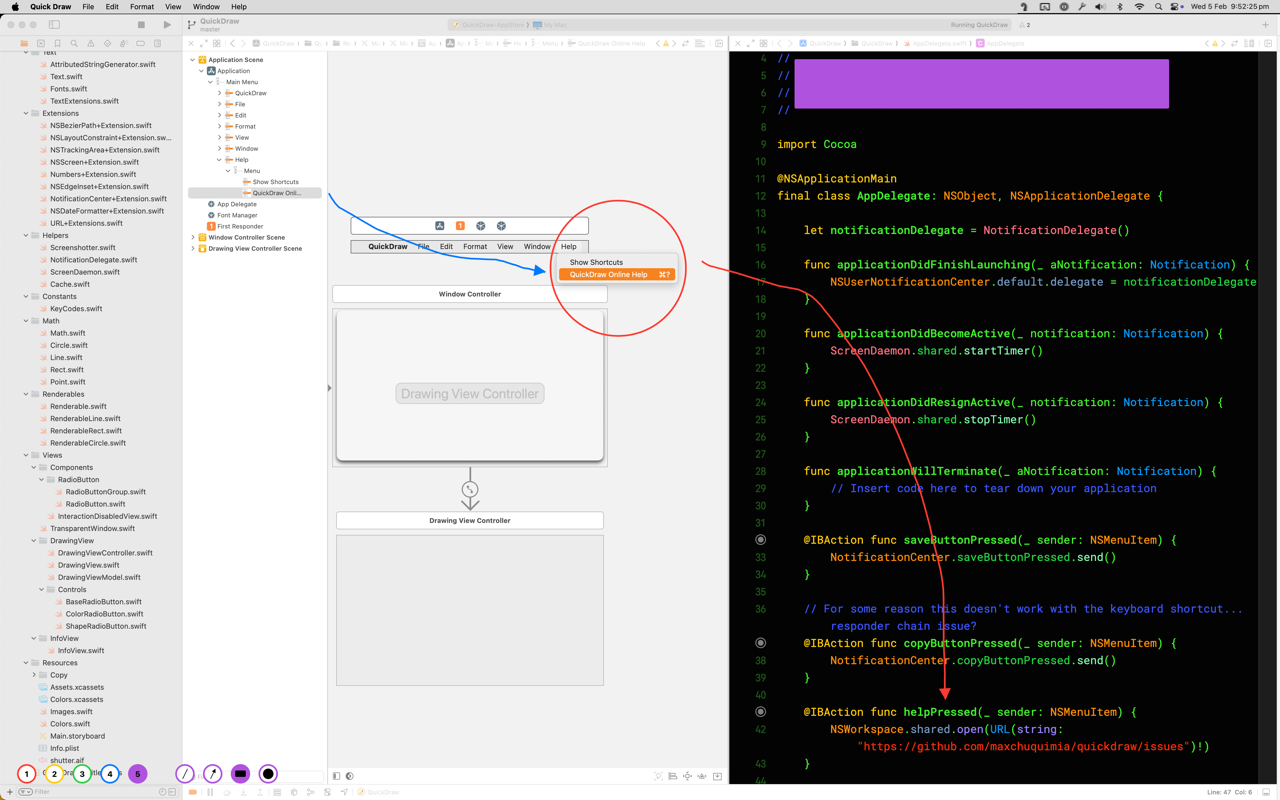 Quick Draw File Edit Format View Window Help
Wed 5 Feb 9:52:25 pm
QuickDraw
master
Running QuickDraw
2
Text
AttributedStringGenerator.swift
Text.swift
Fonts.swift
TextExtensions.swift
Extensions
NSBezierPath+Extension.swift
NSLayoutConstraint+Extension.sw...
NSTrackingArea+Extension.swift
NSScreen+Extension.swift
Numbers+Extension.swift
NSEdgeInset+Extension.swift
NotificationCenter+Extension.swift
NSDateFormatter+Extension.swift
URL+Extensions.swift
Helpers
Screenshotter.swift
NotificationDelegate.swift
ScreenDaemon.swift
Cache.swift
Constants
KeyCodes.swift
Math
Math.swift
Circle.swift
Line.swift
Rect.swift
Point.swift
Renderables
Renderable.swift
RenderableLine.swift
RenderableRect.swift
RenderableCircle.swift
Views
Components
RadioButton
RadioButtonGroup.swift
RadioButton.swift
InteractionDisabledView.swift
TransparentWindow.swift
DrawingView
DrawingViewController.swift
DrawingView.swift
DrawingViewModel.swift
Controls
BaseRadioButton.swift
ColorRadioButton.swift
ShapeRadioButton.swift
InfoView
InfoView.swift
Resources
Copy
Assets.xcassets
Colors.xcassets
Images.swift
Colors.swift
Main.storyboard
Info.plist
shutter.aif
1 2 3 4 5
Filter
Application Scene
Application
Main Menu
QuickDraw
File
Edit
Format
View
Window
Help
Menu
Show Shortcuts
QuickDraw Onli...
App Delegate
Font Manager
First Responder
Window Controller Scene
Drawing View Controller Scene
QuickDraw File Edit Format View Window Help
Show Shortcuts
QuickDraw Online Help ⌘?
Window Controller
Drawing View Controller
Drawing View Controller
QuickDraw
4 //
5 //
6 //
7 //
8
9 import Cocoa
10
11 @NSApplicationMain
12 final class AppDelegate: NSObject, NSApplicationDelegate {
13
14 let notificationDelegate = NotificationDelegate()
15
16 func applicationDidFinishLaunching(_ aNotification: Notification) {
17 NSUserNotificationCenter.default.delegate = notificationDelegate
18 }
19
20 func applicationDidBecomeActive(_ notification: Notification) {
21 ScreenDaemon.shared.startTimer()
22 }
23
24 func applicationDidResignActive(_ notification: Notification) {
25 ScreenDaemon.shared.stopTimer()
26 }
27
28 func applicationWillTerminate(_ aNotification: Notification) {
29 // Insert code here to tear down your application
30 }
31
@IBAction func saveButtonPressed(_ sender: NSMenuItem) {
33 NotificationCenter.saveButtonPressed.send()
34 }
35
36 // For some reason this doesn't work with the keyboard shortcut...
responder chain issue?
@IBAction func copyButtonPressed(_ sender: NSMenuItem) {
38 NotificationCenter.copyButtonPressed.send()
39 }
40
@IBAction func helpPressed(_ sender: NSMenuItem) {
42 NSWorkspace.shared.open(URL(string:
"https://github.com/maxchuquimia/quickdraw/issues")!)
43 }
44
Line: 47 Col: 6